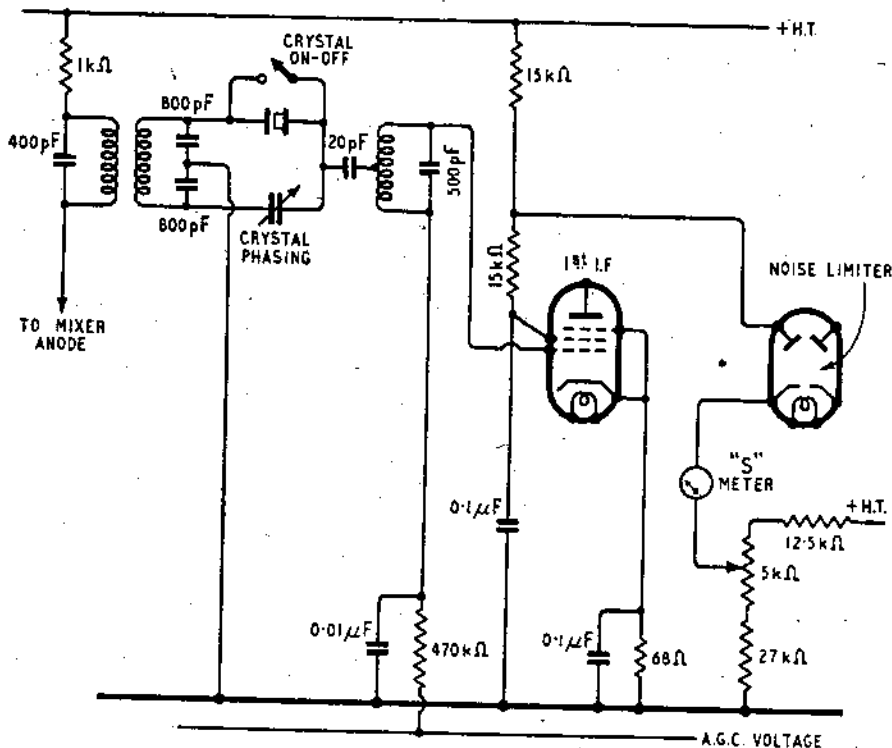 +H.T.
1kΩ
CRYSTAL
ON-OFF
15kΩ
800pF
400pF
20pF
500pF
800pF
CRYSTAL
PHASING
15kΩ
1st I.F
NOISE LIMITER
TO MIXER
ANODE
"S"
METER
+H.T.
0·1μF
12·5kΩ
5kΩ
0·01μF
470kΩ
0·1μF
68Ω
27kΩ
A.G.C. VOLTAGE